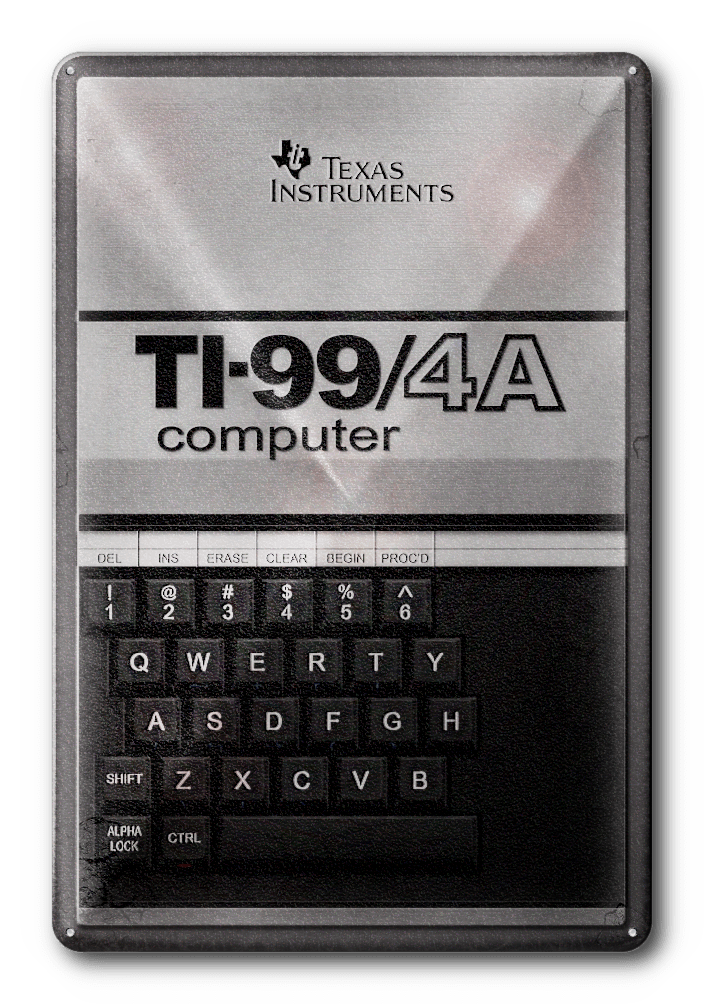 TEXAS
INSTRUMENTS
TI-99/4A
computer
DEL INS ERASE CLEAR BEGIN PROC'D
! @ # $ % ^
1 2 3 4 5 6
Q W E R T Y
A S D F G H
SHIFT Z X C V B
ALPHA
LOCK CTRL